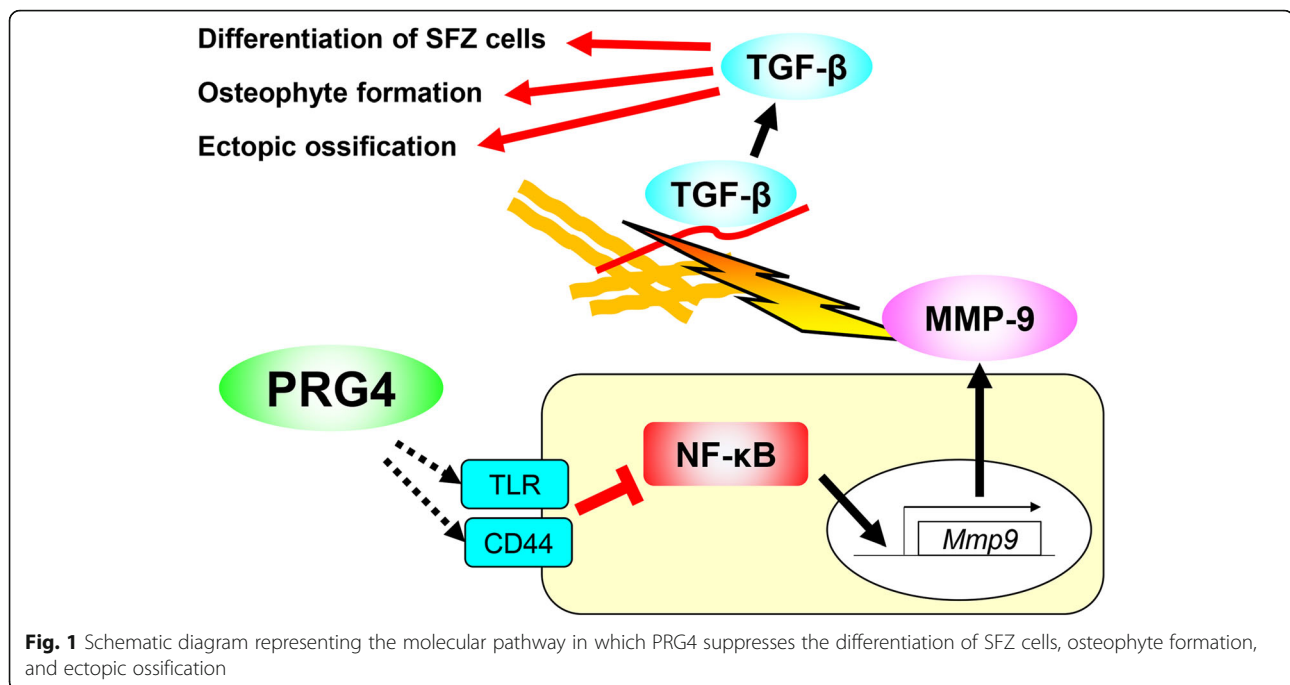 Differentiation of SFZ cells
Osteophyte formation
Ectopic ossification
TGF-β
TGF-β
MMP-9
PRG4
NF-κB
TLR
CD44
Mmp9
Fig. 1 Schematic diagram representing the molecular pathway in which PRG4 suppresses the differentiation of SFZ cells, osteophyte formation,
and ectopic ossification